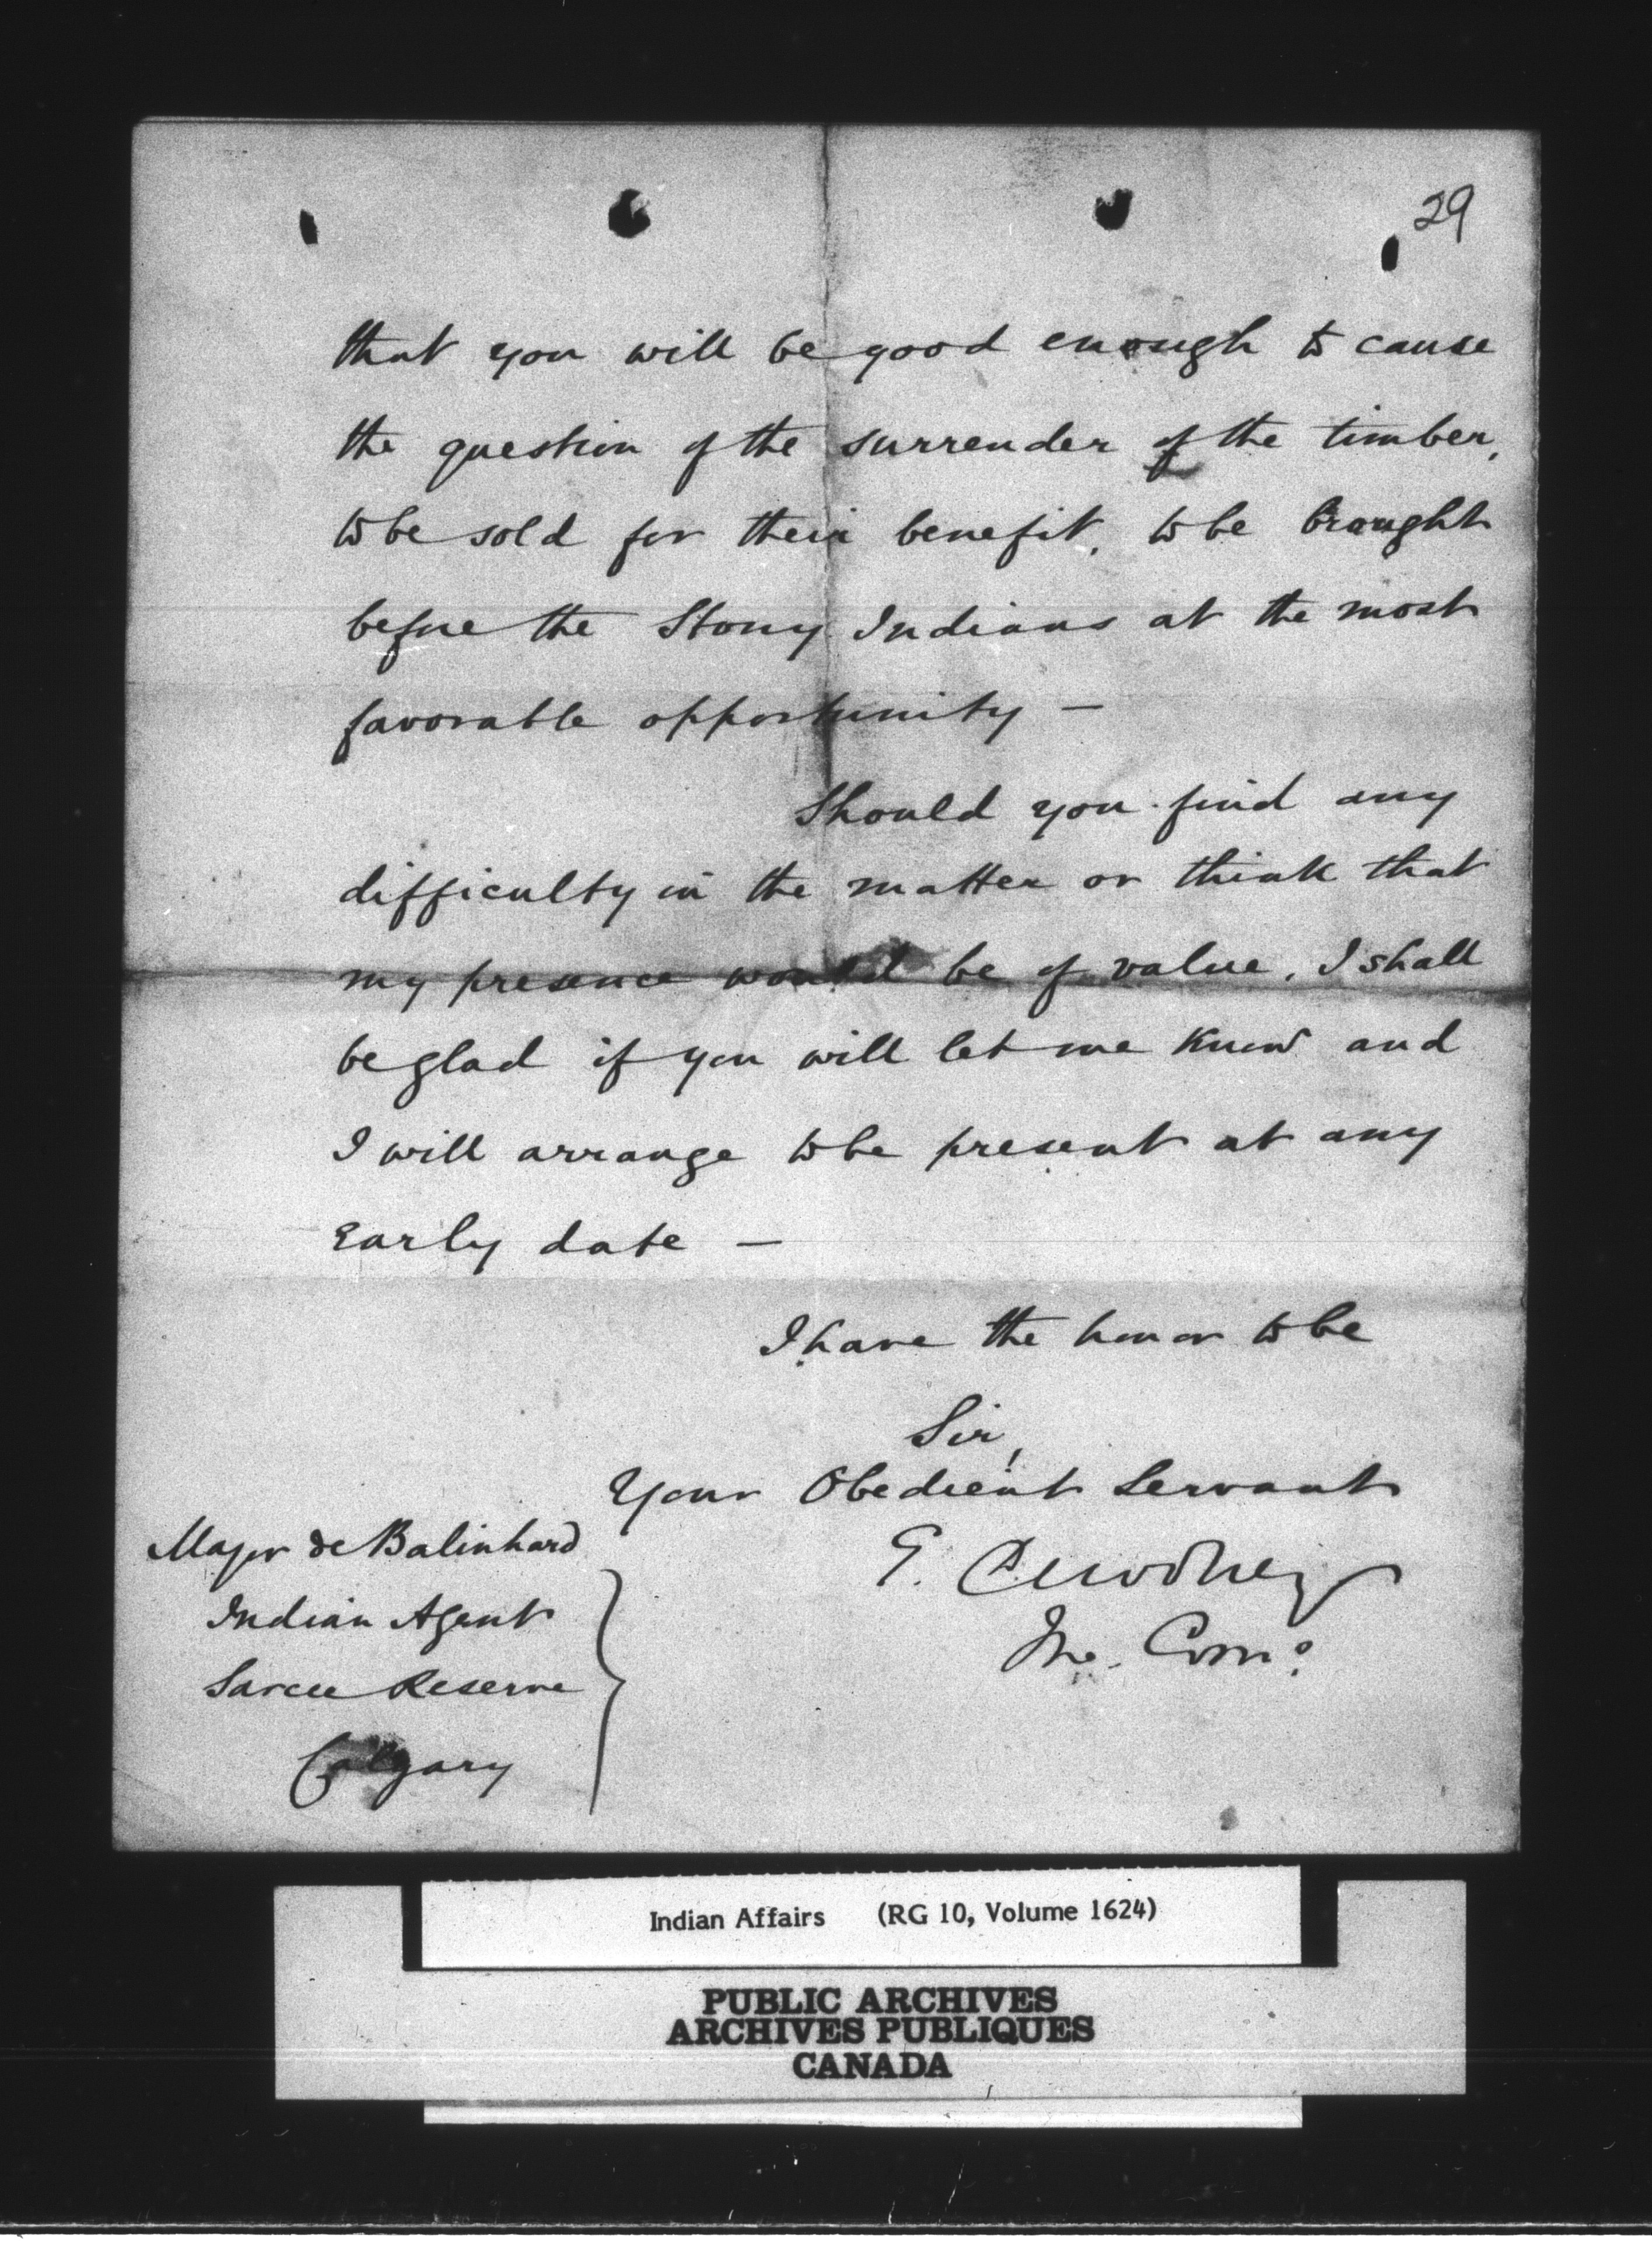 29
that you will be good enough to cause
the question of the surrender of the timber,
to be sold for their benefit, to be brought
before the Stony Indians at the most
favorable opportunity —
Should you find any
difficulty in the matter or think that
my presence would be of value, I shall
be glad if you will let me know and
I will arrange to be present at any
Early date —
I have the honor to be
Sir,
Your Obedient Servant
E. Dewdney
Major de Balinhard
Indian Agent
Sarcee Reserve
Calgary
Indian Affairs (RG 10, Volume 1624)
PUBLIC ARCHIVES
ARCHIVES PUBLIQUES
CANADA